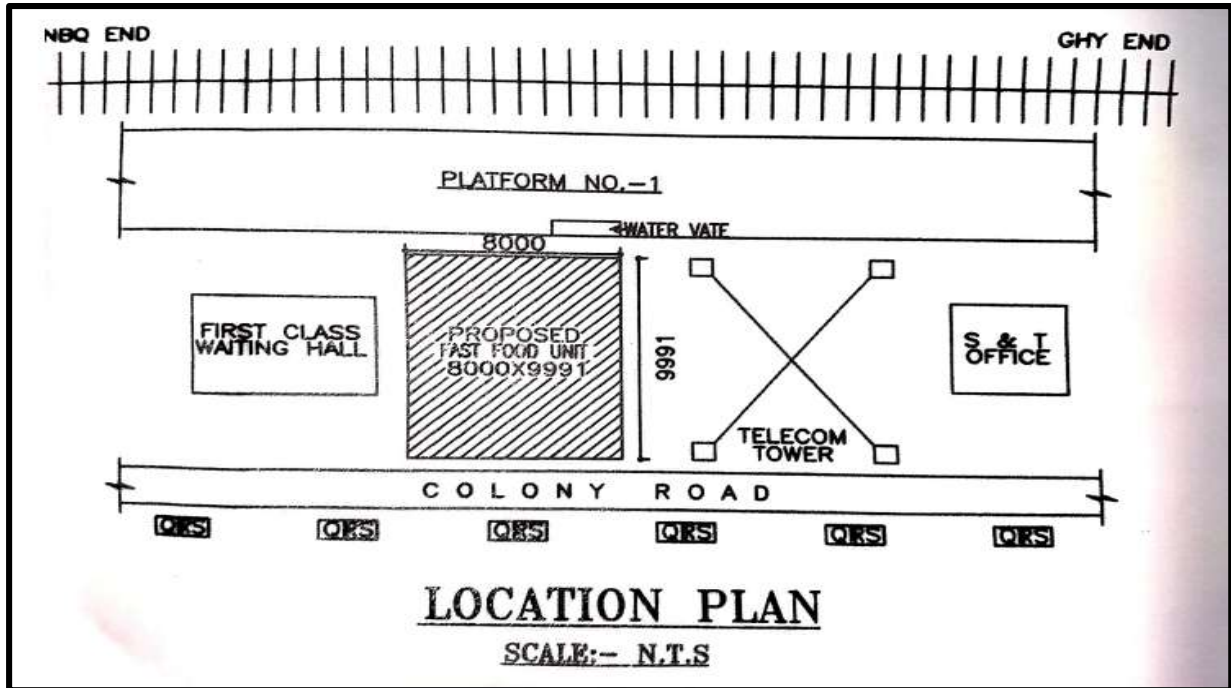 NBQ END
GHY END
PLATFORM NO.-1
WATER VATE
8000
FIRST CLASS
WAITING HALL
PROPOSED
FAST FOOD UNIT
8000X9991
9991
TELECOM
TOWER
S & T
OFFICE
COLONY ROAD
QRS QRS QRS QRS QRS QRS
LOCATION PLAN
SCALE:- N.T.S